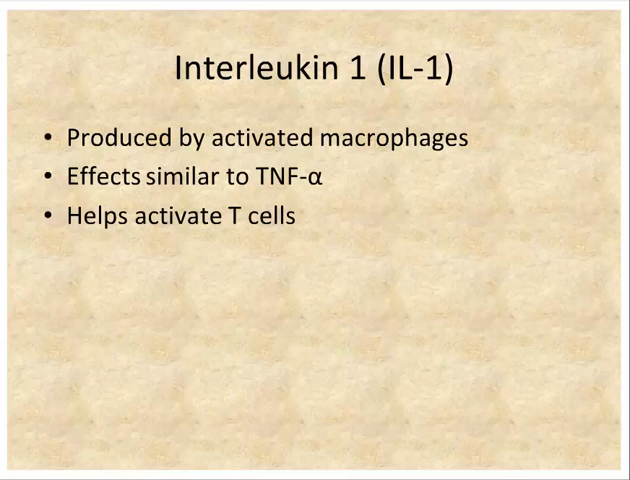 Interleukin 1 (IL-1)
• Produced by activated macrophages
• Effects similar to TNF-α
• Helps activate T cells